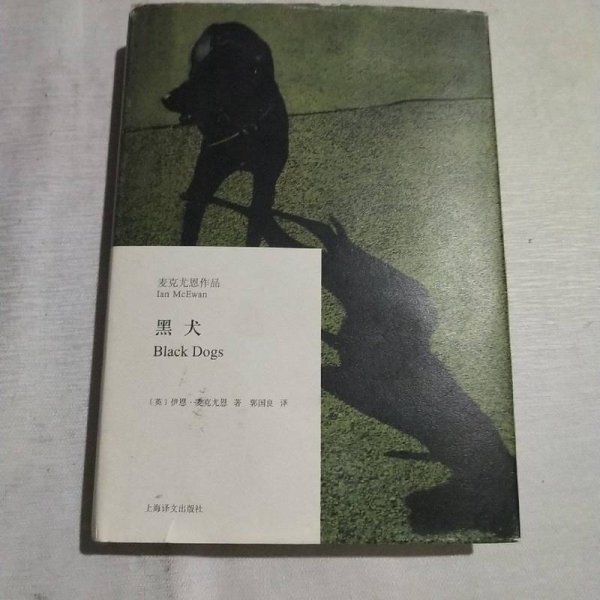 麦克尤恩作品
Ian McEwan
黑犬
Black Dogs
〔英〕伊恩·麦克尤恩 著 郭国良 译
上海译文出版社